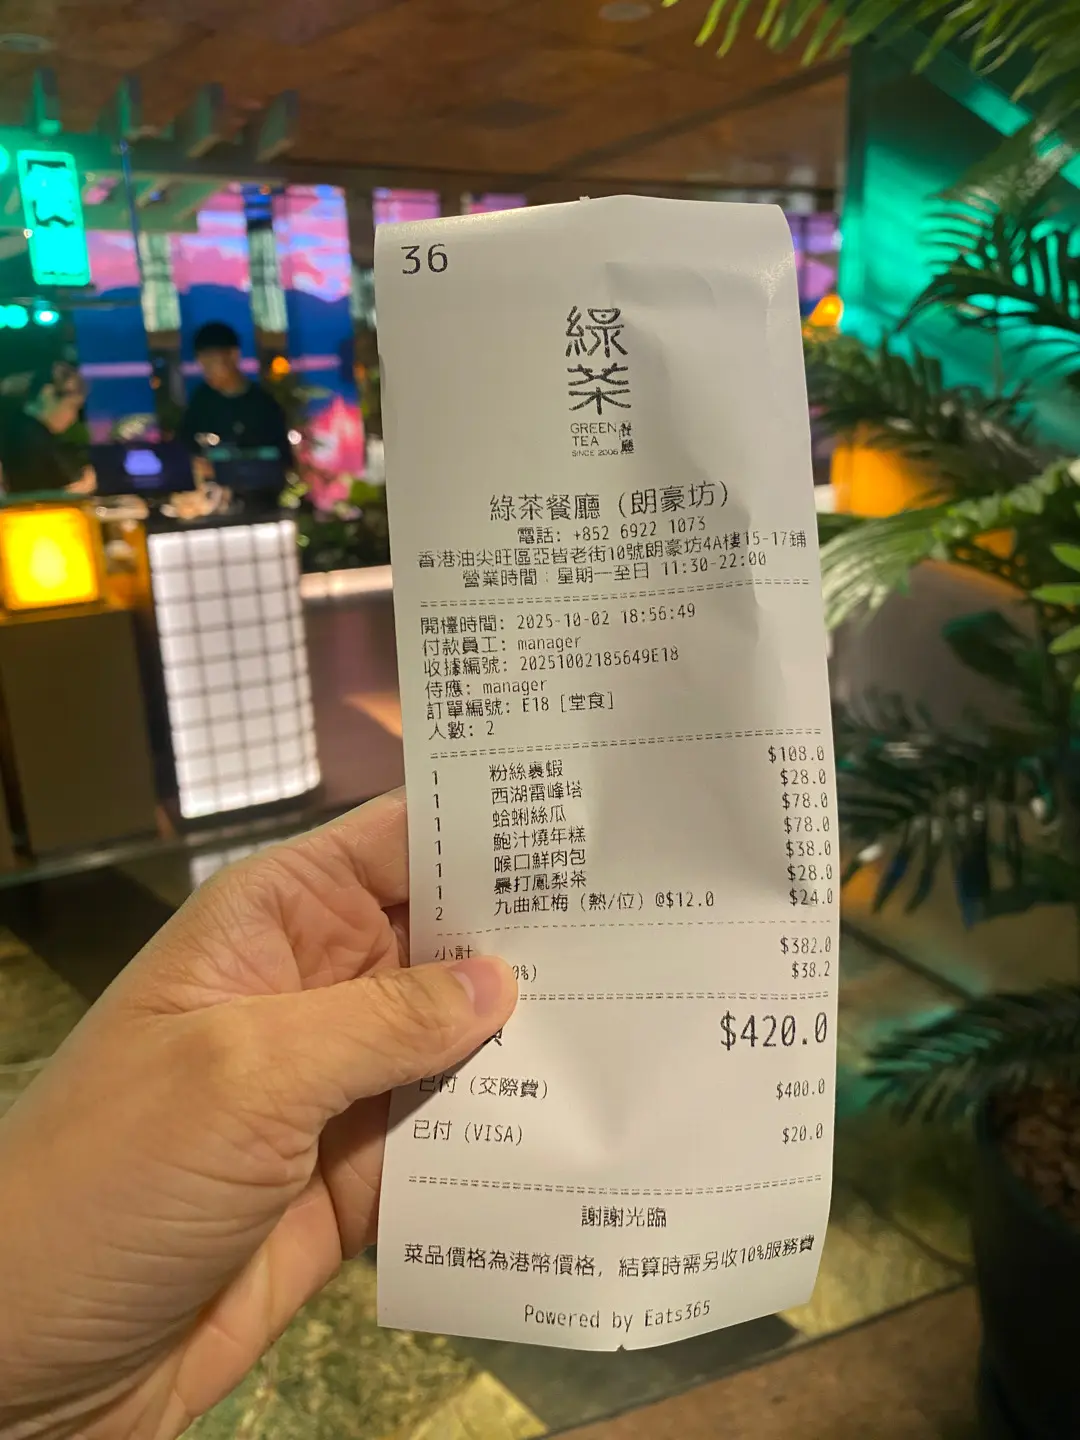 36
綠
茶
GREEN
TEA
餐廳
SINCE 2008
綠茶餐廳 (朗豪坊)
電話: +852 6922 1073
香港油尖旺區亞皆老街10號朗豪坊4A樓15-17鋪
營業時間：星期一至日 11:30-22:00
開檯時間: 2025-10-02 18:56:49
付款員工: manager
收據編號: 20251002185649E18
侍應: manager
訂單編號: E18 [堂食]
人數: 2
1 粉絲裹蝦 $108.0
1 西湖雷峰塔 $28.0
1 蛤蜊絲瓜 $78.0
1 鮑汁燒年糕 $78.0
1 喉口鮮肉包 $38.0
1 暴打鳳梨茶 $28.0
2 九曲紅梅 (熱/位) @$12.0 $24.0
小計 $382.0
0%) $38.2
$420.0
已付 (交際費) $400.0
已付 (VISA) $20.0
謝謝光臨
菜品價格為港幣價格, 結算時需另收10%服務費
Powered by Eats365